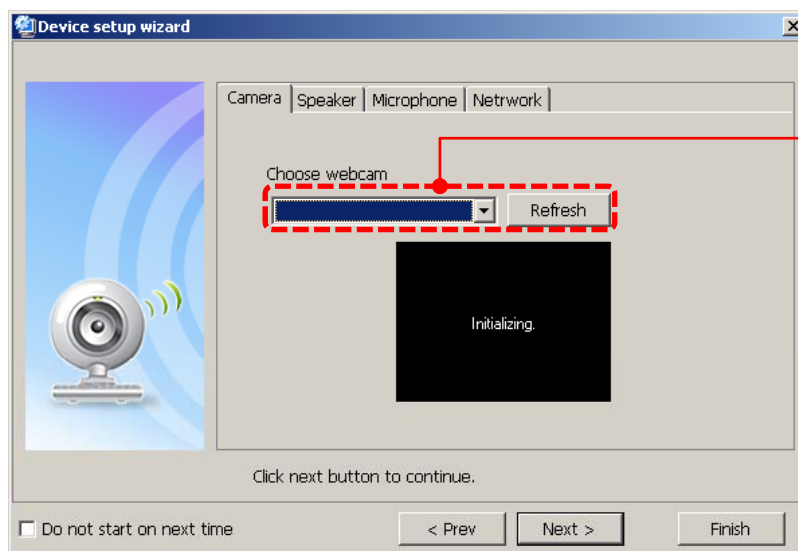 Device setup wizard
Camera Speaker Microphone Netrwork
Choose webcam
Refresh
Initializing.
Click next button to continue.
Do not start on next time < Prev Next > Finish